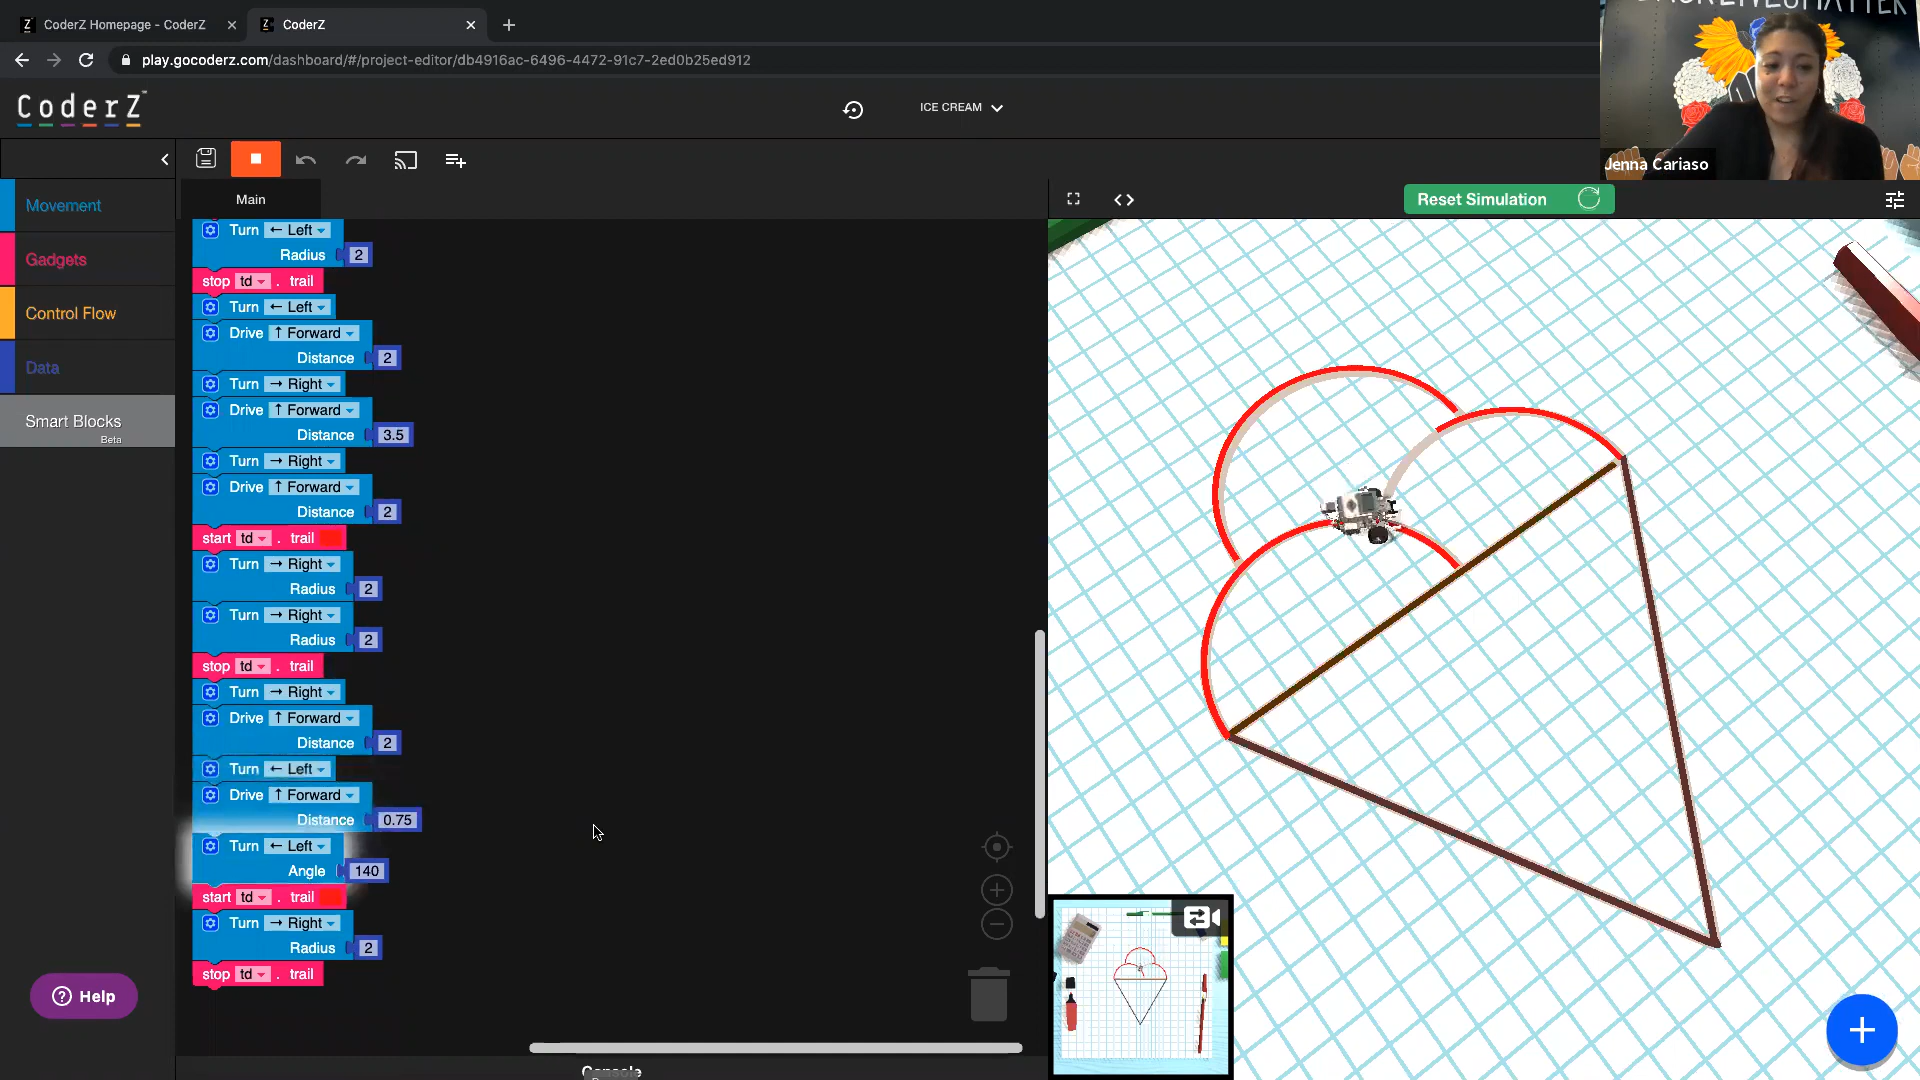 CoderZ Homepage - CoderZ
CoderZ
play.gocoderz.com/dashboard/#/project-editor/db4916ac-6496-4472-91c7-2ed0b25ed912
CoderZ
ICE CREAM
Jenna Cariaso
Main
Reset Simulation
Movement
Gadgets
Control Flow
Data
Smart Blocks
Beta
Turn ← Left
Radius 2
stop td . trail
Turn ← Left
Drive ↑ Forward
Distance 2
Turn → Right
Drive ↑ Forward
Distance 3.5
Turn → Right
Drive ↑ Forward
Distance 2
start td . trail
Turn → Right
Radius 2
Turn → Right
Radius 2
stop td . trail
Turn → Right
Drive ↑ Forward
Distance 2
Turn ← Left
Drive ↑ Forward
Distance 0.75
Turn ← Left
Angle 140
start td . trail
Turn → Right
Radius 2
stop td . trail
Help
Console